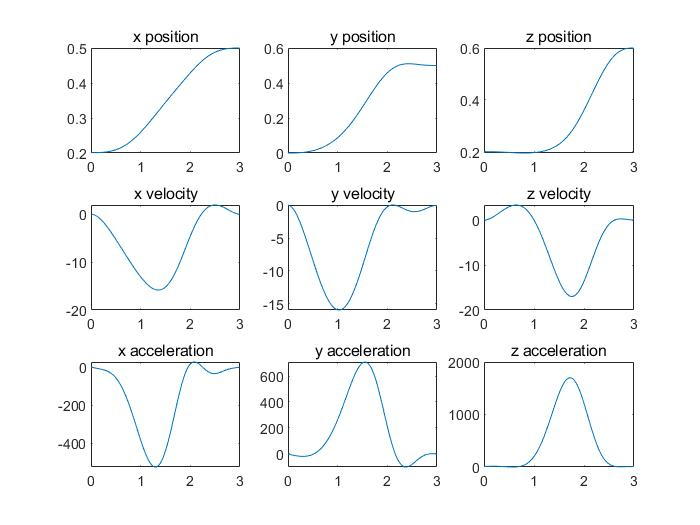 x position y position z position
0.5 0.6 0.6
0.4 0.4 0.4
0.3 0.2
0.2 0 0.2
0 1 2 3 0 1 2 3 0 1 2 3
x velocity y velocity z velocity
0 0 0
-5
-10 -10 -10
-15
-20 -20
0 1 2 3 0 1 2 3 0 1 2 3
x acceleration y acceleration z acceleration
0 600 2000
400
-200 200 1000
-400 0
0
0 1 2 3 0 1 2 3 0 1 2 3